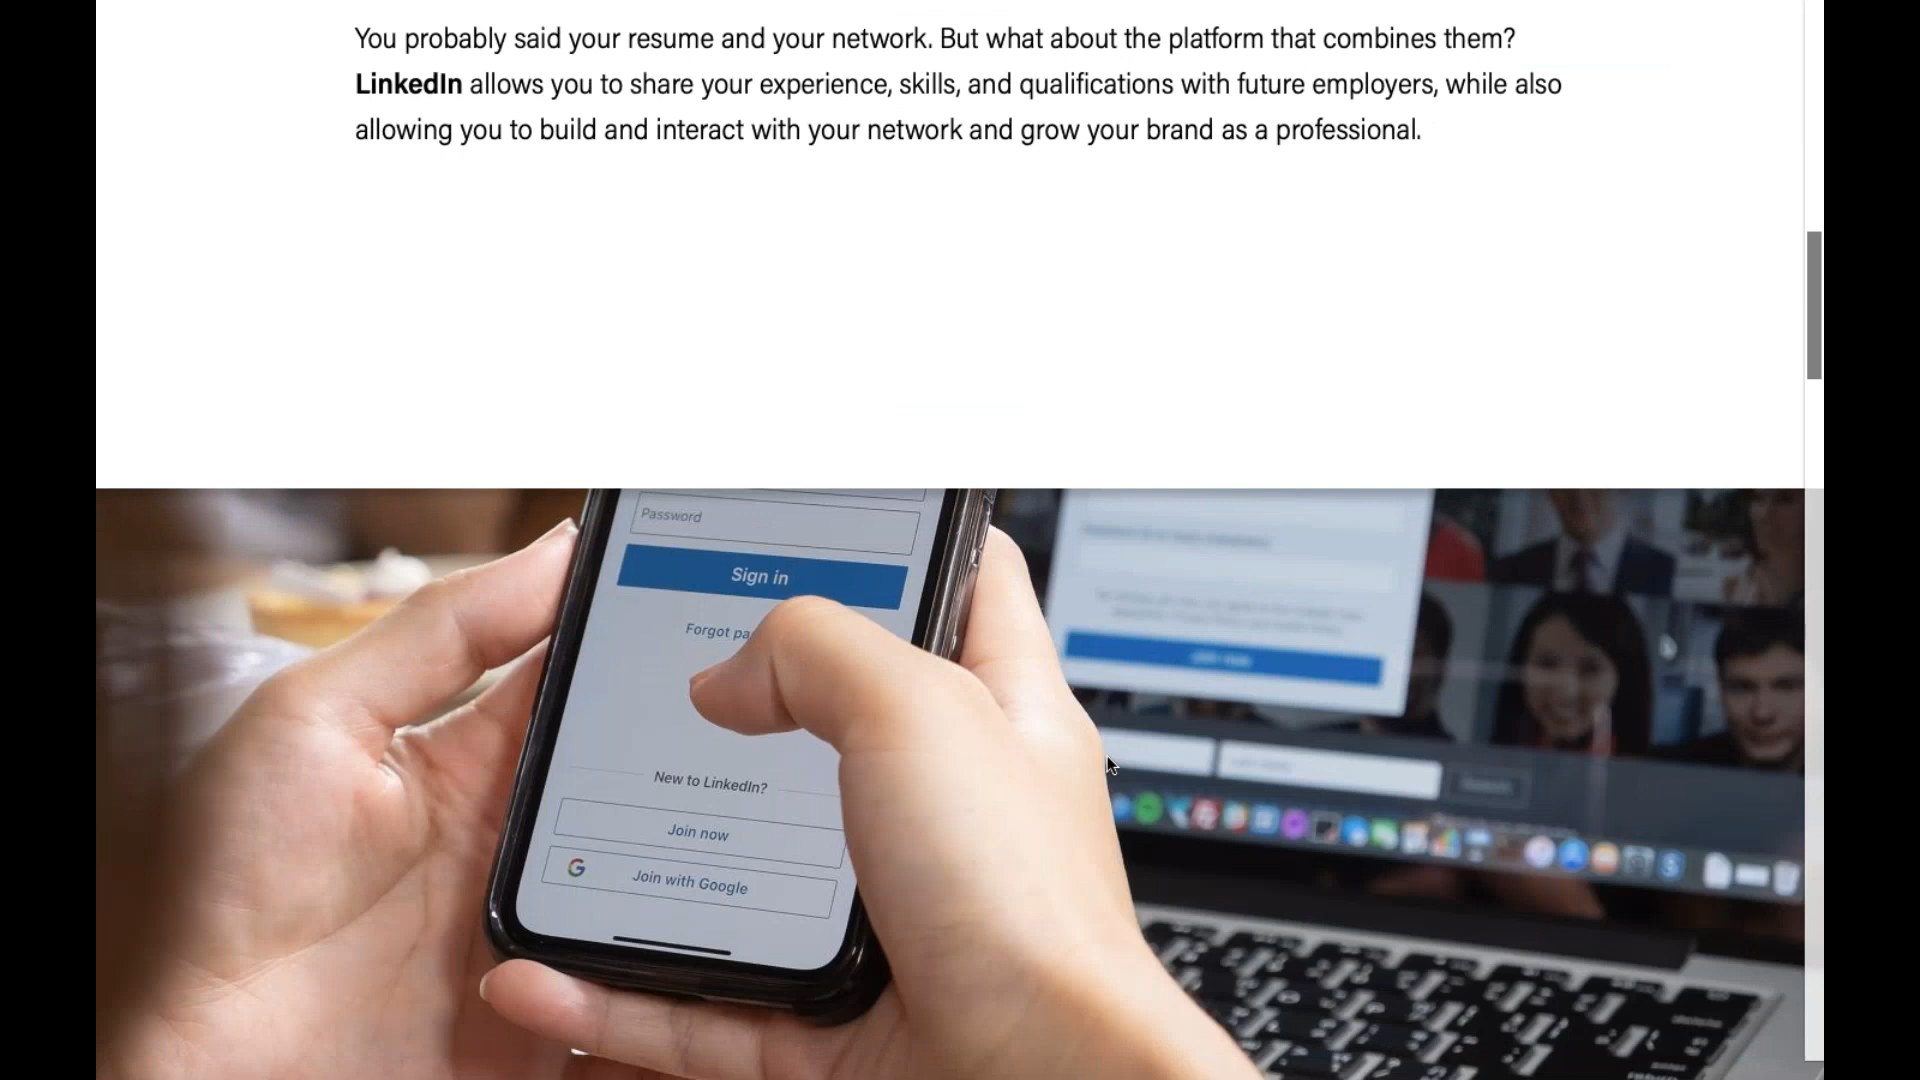 You probably said your resume and your network. But what about the platform that combines them?
LinkedIn allows you to share your experience, skills, and qualifications with future employers, while also
allowing you to build and interact with your network and grow your brand as a professional.
Password
Sign in
Forgot pa
New to LinkedIn?
Join now
Join with Google